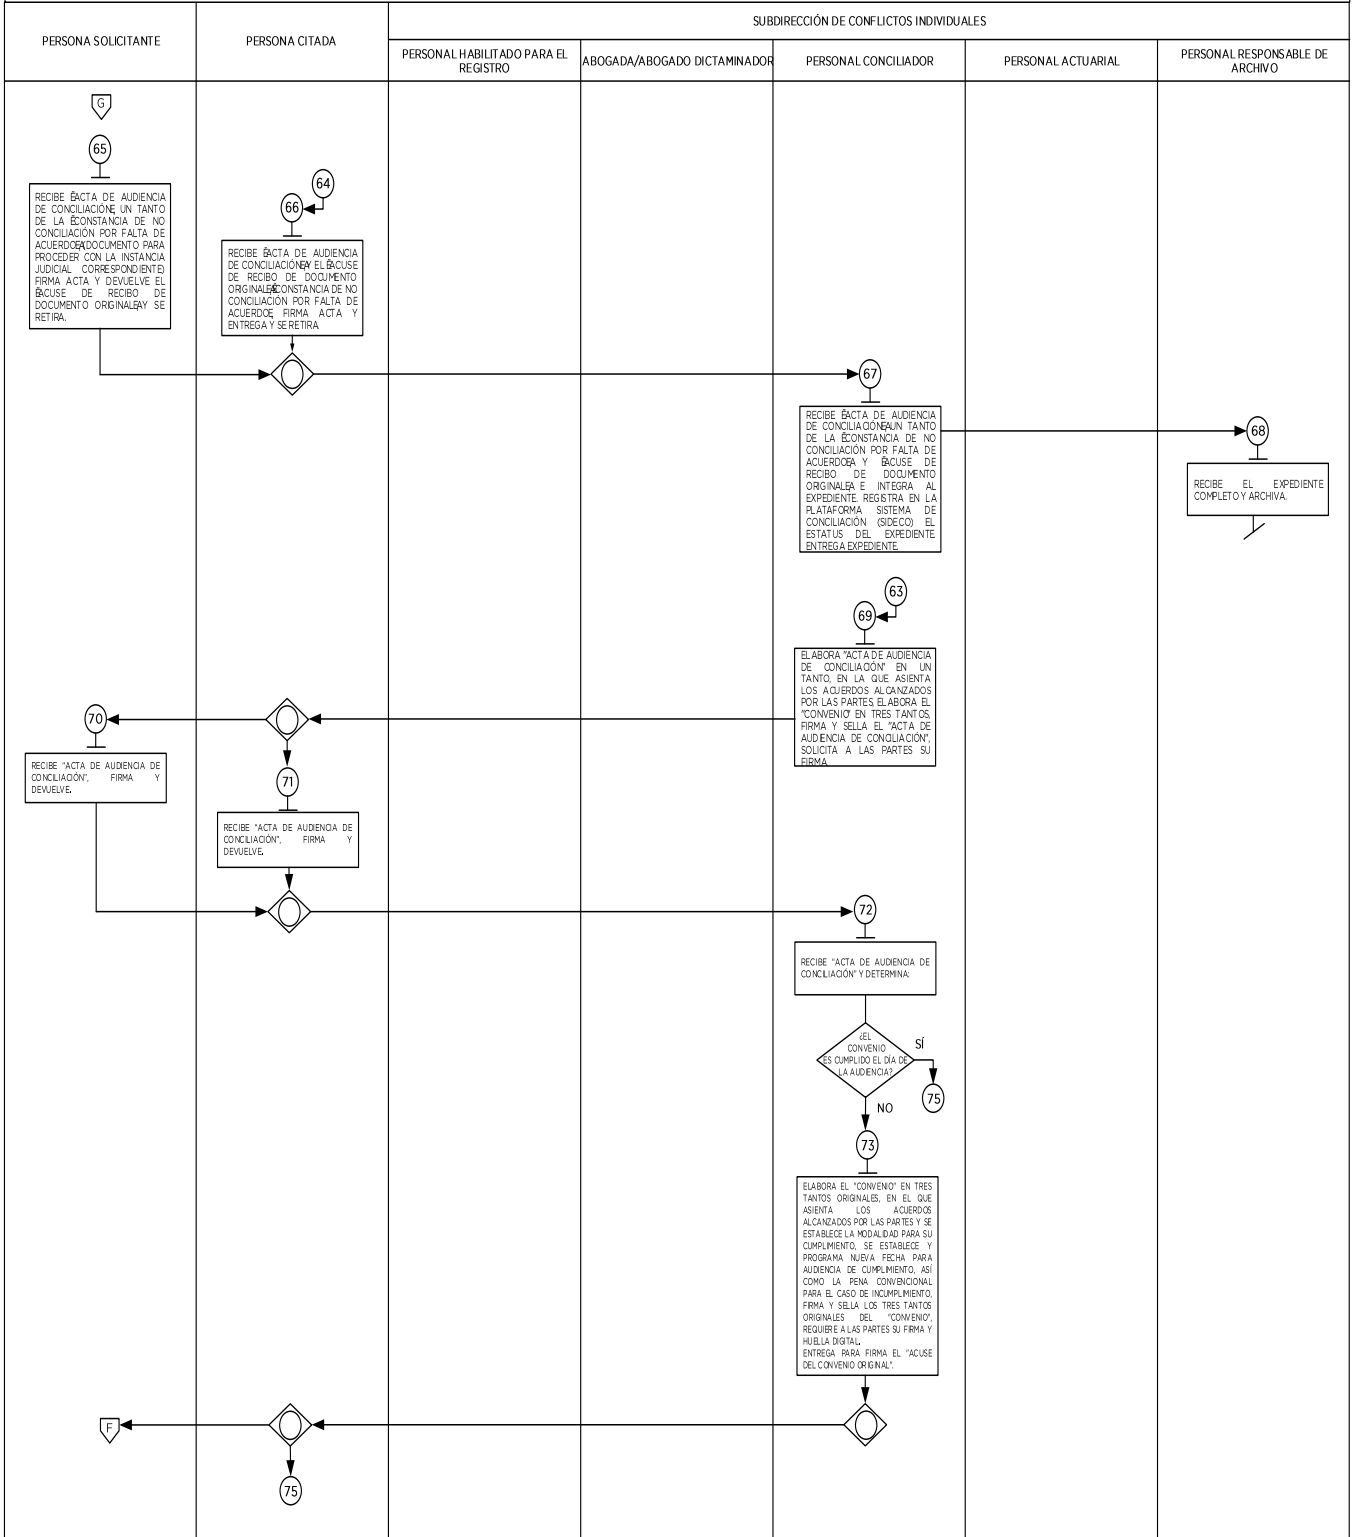 SUBDIRECCIÓN DE CONFLICTOS INDIVIDUALES
PERSONA SOLICITANTE
PERSONA CITADA
PERSONAL HABILITADO PARA EL
REGISTRO
ABOGADA/ABOGADO DICTAMINADOR
PERSONAL CONCILIADOR
PERSONAL ACTUARIAL
PERSONAL RESPONSABLE DE
ARCHIVO
G
65
RECIBE ACTA DE AUDIENCIA
DE CONCILIACIÓN, UN TANTO
DE LA CONSTANCIA DE NO
CONCILIACIÓN POR FALTA DE
ACUERDO (DOCUMENTO PARA
PROCEDER CON LA INSTANCIA
JUDICIAL CORRESPONDIENTE)
FIRMA ACTA Y DEVUELVE EL
ACUSE DE RECIBO DE
DOCUMENTO ORIGINAL Y SE
RETIRA.
64
66
RECIBE ACTA DE AUDIENCIA
DE CONCILIACIÓN Y EL ACUSE
DE RECIBO DE DOCUMENTO
ORIGINAL CONSTANCIA DE NO
CONCILIACIÓN POR FALTA DE
ACUERDO, FIRMA ACTA Y
ENTREGA Y SE RETIRA.
67
RECIBE ACTA DE AUDIENCIA
DE CONCILIACIÓN UN TANTO
DE LA CONSTANCIA DE NO
CONCILIACIÓN POR FALTA DE
ACUERDO Y ACUSE DE
RECIBO DE DOCUMENTO
ORIGINAL E INTEGRA AL
EXPEDIENTE. REGISTRA EN LA
PLATAFORMA SISTEMA DE
CONCILIACIÓN (SIDECO) EL
ESTATUS DEL EXPEDIENTE.
ENTREGA EXPEDIENTE.
68
RECIBE EL EXPEDIENTE
COMPLETO Y ARCHIVA.
63
69
ELABORA "ACTA DE AUDIENCIA
DE CONCILIACIÓN" EN UN
TANTO, EN LA QUE ASIENTA
LOS ACUERDOS ALCANZADOS
POR LAS PARTES, ELABORA EL
"CONVENIO" EN TRES TANTOS,
FIRMA Y SELLA EL "ACTA DE
AUDIENCIA DE CONCILIACIÓN",
SOLICITA A LAS PARTES SU
FIRMA.
70
RECIBE "ACTA DE AUDIENCIA DE
CONCILIACIÓN", FIRMA Y
DEVUELVE.
71
RECIBE "ACTA DE AUDIENCIA DE
CONCILIACIÓN", FIRMA Y
DEVUELVE.
72
RECIBE "ACTA DE AUDIENCIA DE
CONCILIACIÓN" Y DETERMINA:
¿EL
CONVENIO
ES CUMPLIDO EL DÍA DE
LA AUDIENCIA?
SÍ
75
NO
73
ELABORA EL "CONVENIO" EN TRES
TANTOS ORIGINALES, EN EL QUE
ASIENTA LOS ACUERDOS
ALCANZADOS POR LAS PARTES Y SE
ESTABLECE LA MODALIDAD PARA SU
CUMPLIMIENTO, SE ESTABLECE Y
PROGRAMA NUEVA FECHA PARA
AUDIENCIA DE CUMPLIMIENTO, ASÍ
COMO LA PENA CONVENCIONAL
PARA EL CASO DE INCUMPLIMIENTO,
FIRMA Y SELLA LOS TRES TANTOS
ORIGINALES DEL "CONVENIO",
REQUIERE A LAS PARTES SU FIRMA Y
HUELLA DIGITAL.
ENTREGA PARA FIRMA EL "ACUSE
DEL CONVENIO ORIGINAL".
F
75